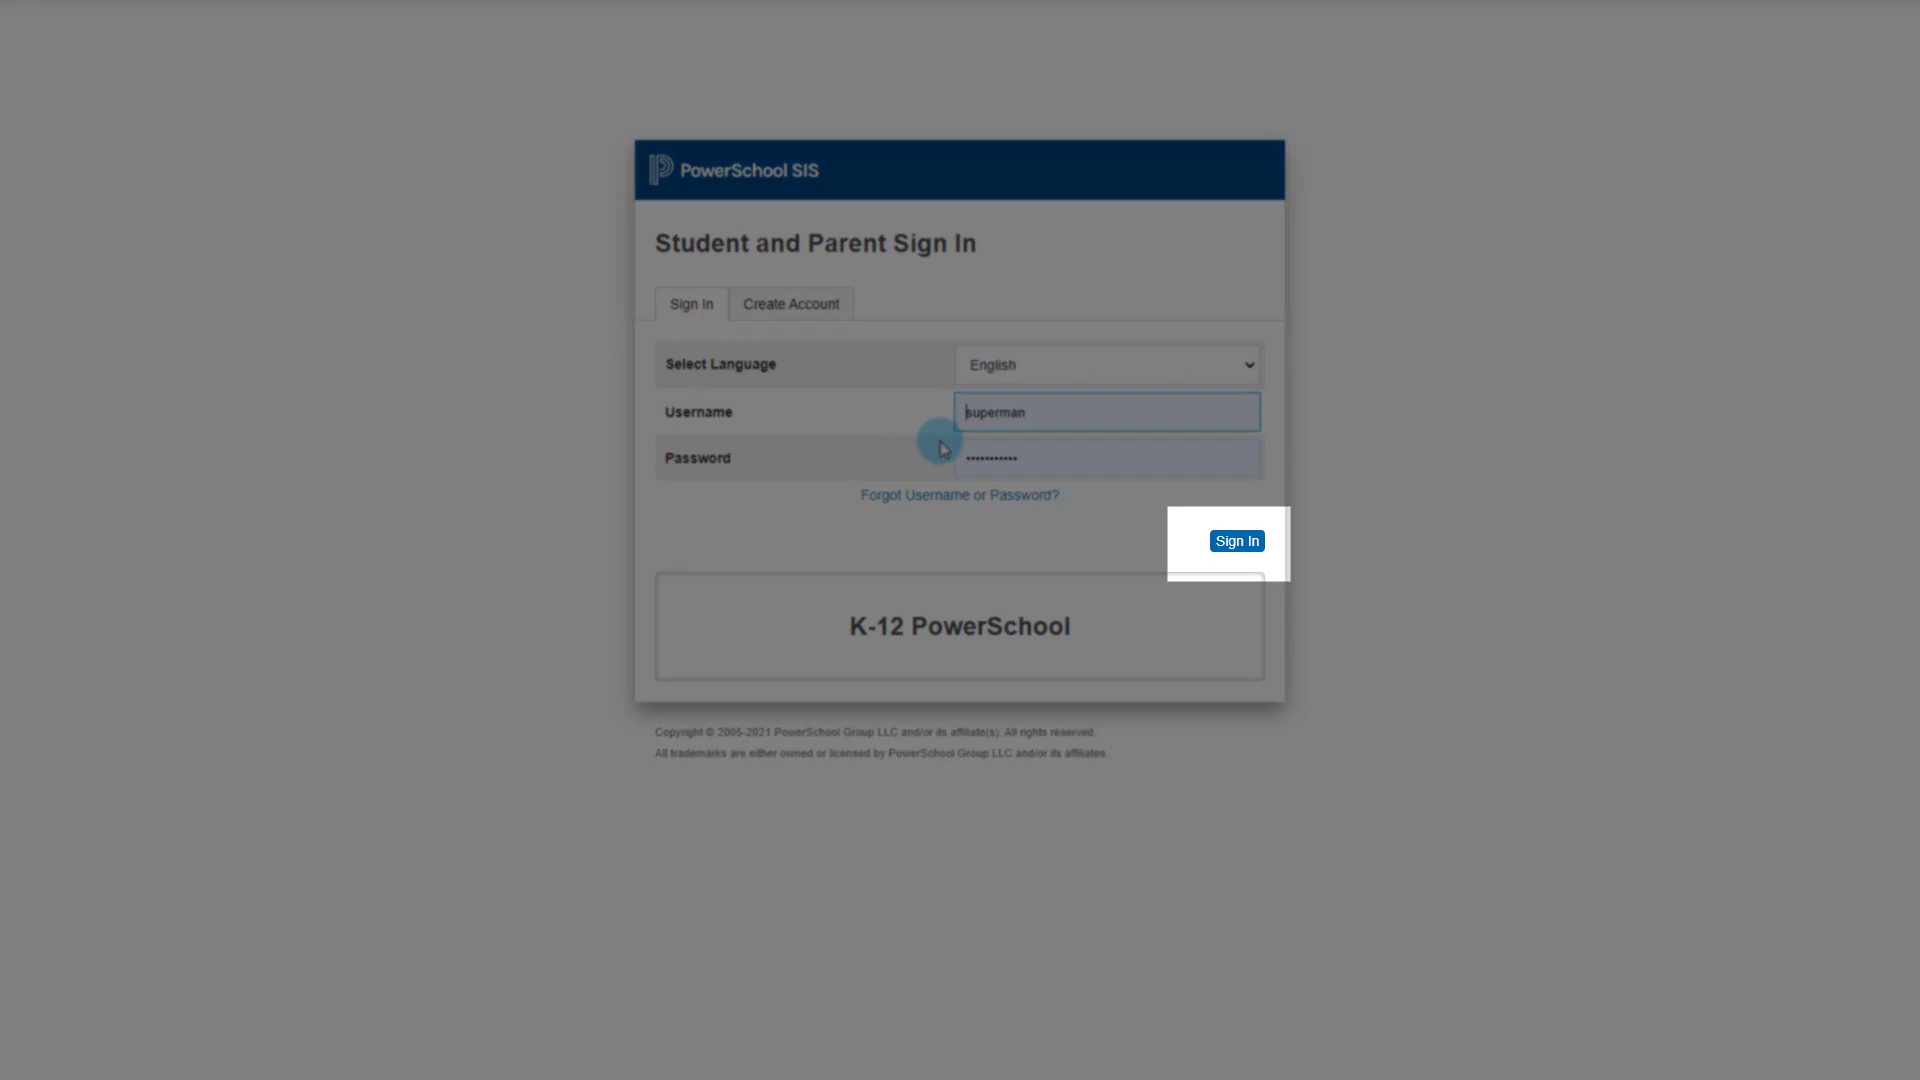 PowerSchool SIS
Student and Parent Sign In
Sign In
Create Account
Select Language
English
Username
superman
Password
•••••••••••
Forgot Username or Password?
Sign In
K-12 PowerSchool
Copyright © 2005-2021 PowerSchool Group LLC and/or its affiliate(s). All rights reserved.
All trademarks are either owned or licensed by PowerSchool Group LLC and/or its affiliates.